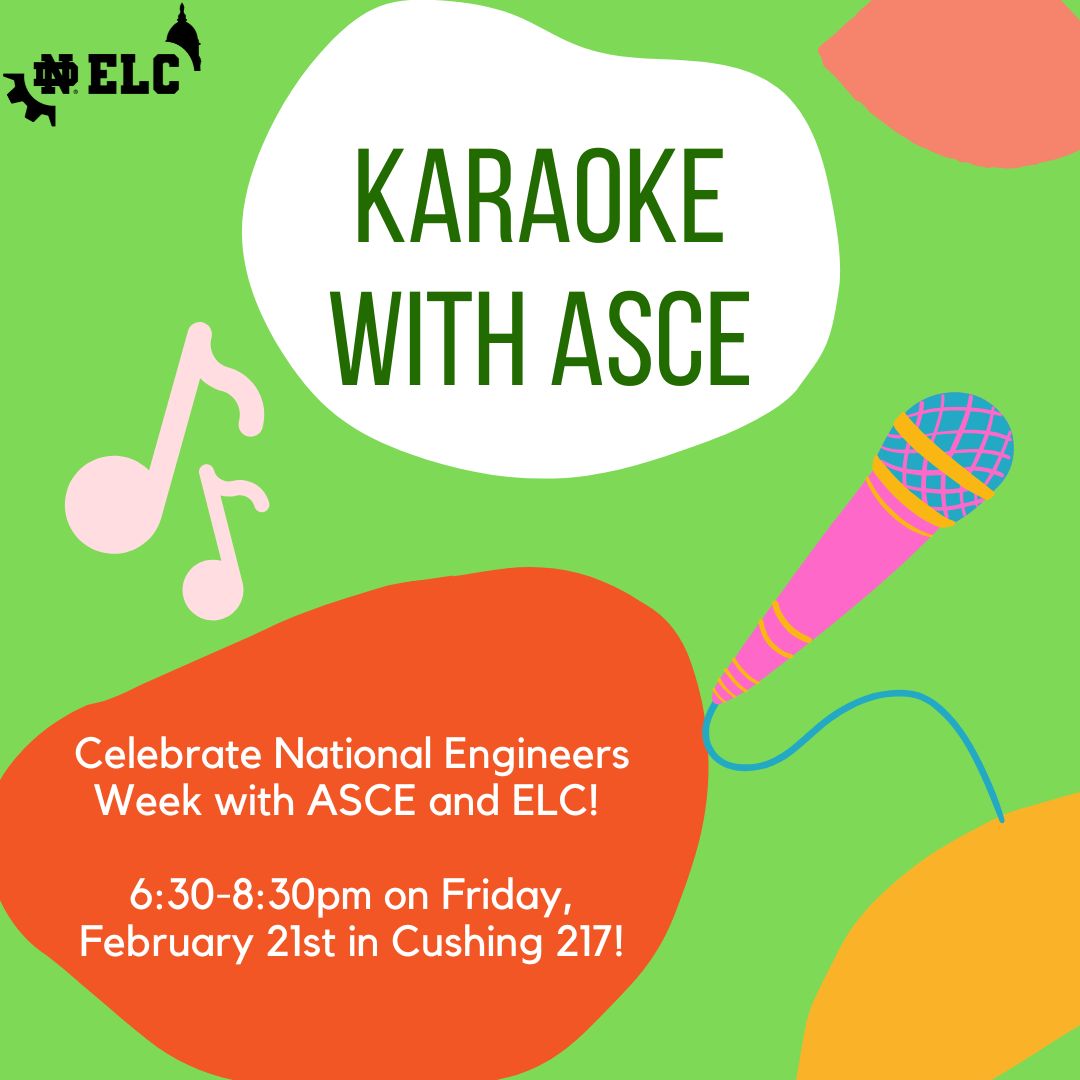 ND ELC
KARAOKE
WITH ASCE
Celebrate National Engineers
Week with ASCE and ELC!
6:30-8:30pm on Friday,
February 21st in Cushing 217!